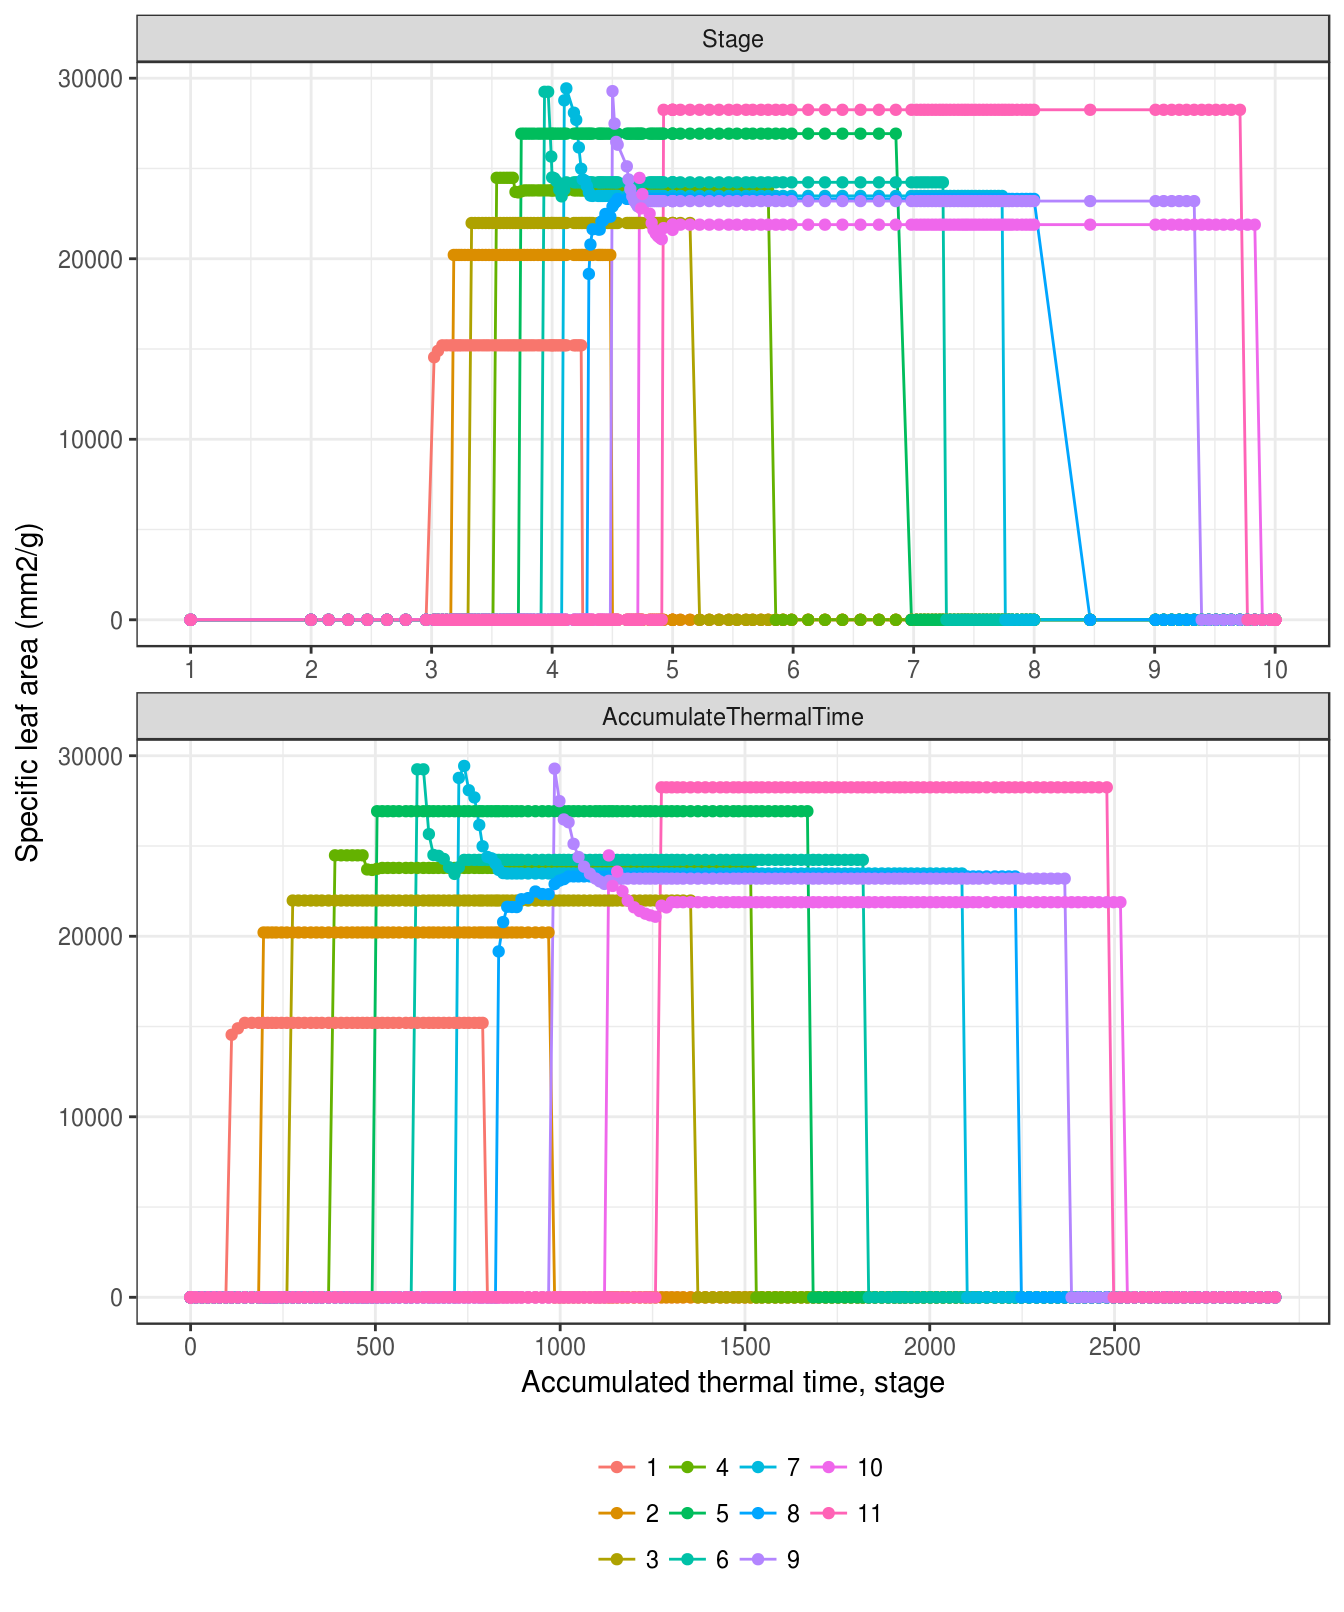 Stage
30000
20000
10000
0
1 2 3 4 5 6 7 8 9 10
Specific leaf area (mm2/g)
AccumulateThermalTime
30000
20000
10000
0
0 500 1000 1500 2000 2500
Accumulated thermal time, stage
1 4 7 10
2 5 8 11
3 6 9